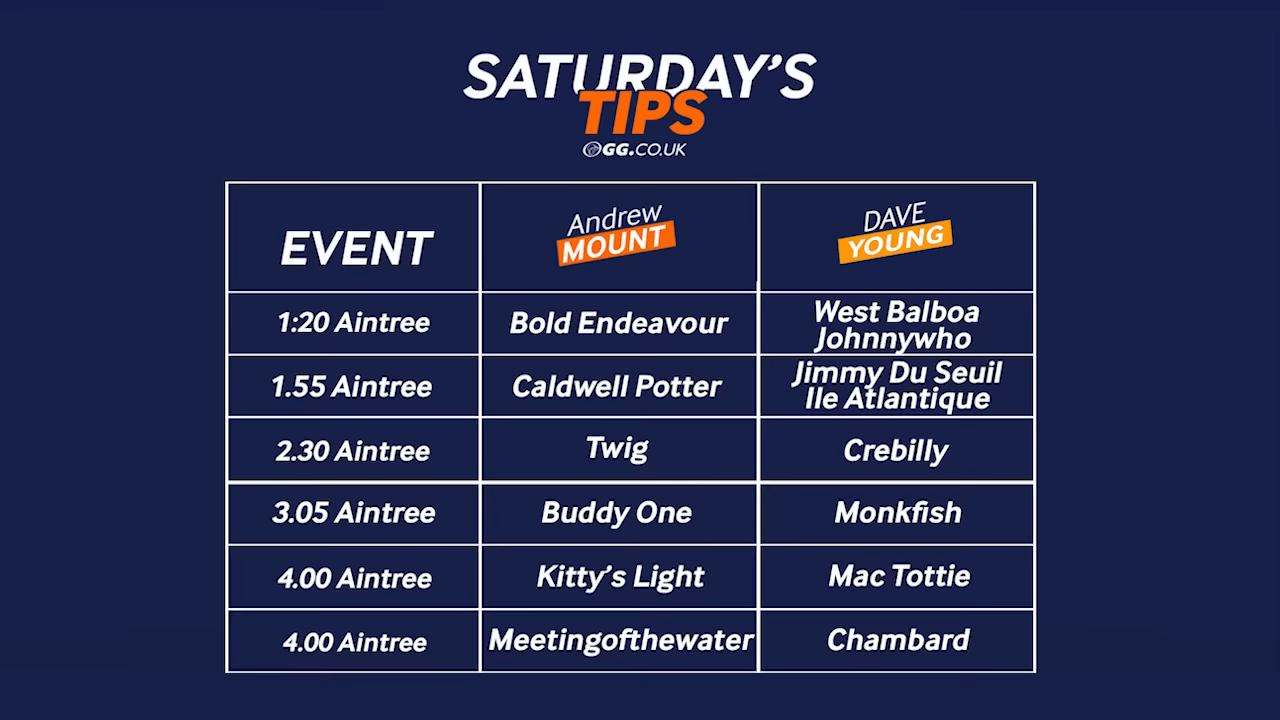 SATURDAY'S
TIPS
GG.CO.UK
EVENT
Andrew
MOUNT
DAVE
YOUNG
1:20 Aintree
Bold Endeavour
West Balboa
Johnnywho
1.55 Aintree
Caldwell Potter
Jimmy Du Seuil
Ile Atlantique
2.30 Aintree
Twig
Crebilly
3.05 Aintree
Buddy One
Monkfish
4.00 Aintree
Kitty's Light
Mac Tottie
4.00 Aintree
Meetingofthewater
Chambard